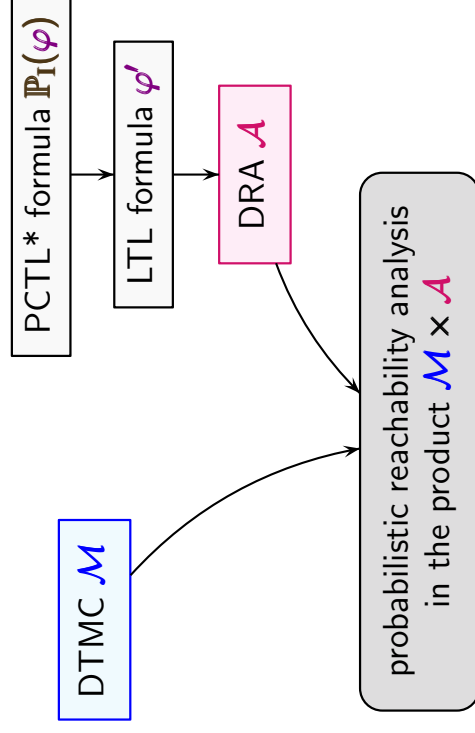 PCTL* formula ℙ_I(φ)
LTL formula φ′
DRA 𝓐
DTMC 𝓜
probabilistic reachability analysis
in the product 𝓜 × 𝓐